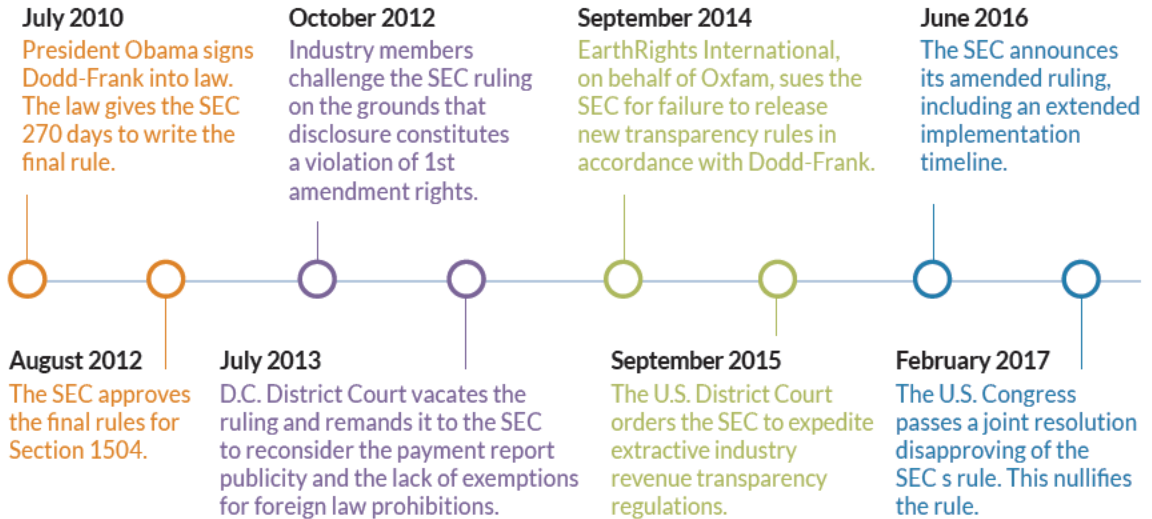 July 2010
President Obama signs
Dodd-Frank into law.
The law gives the SEC
270 days to write the
final rule.
October 2012
Industry members
challenge the SEC ruling
on the grounds that
disclosure constitutes
a violation of 1st
amendment rights.
September 2014
EarthRights International,
on behalf of Oxfam, sues the
SEC for failure to release
new transparency rules in
accordance with Dodd-Frank.
June 2016
The SEC announces
its amended ruling,
including an extended
implementation
timeline.
August 2012
The SEC approves
the final rules for
Section 1504.
July 2013
D.C. District Court vacates the
ruling and remands it to the SEC
to reconsider the payment report
publicity and the lack of exemptions
for foreign law prohibitions.
September 2015
The U.S. District Court
orders the SEC to expedite
extractive industry
revenue transparency
regulations.
February 2017
The U.S. Congress
passes a joint resolution
disapproving of the
SEC s rule. This nullifies
the rule.